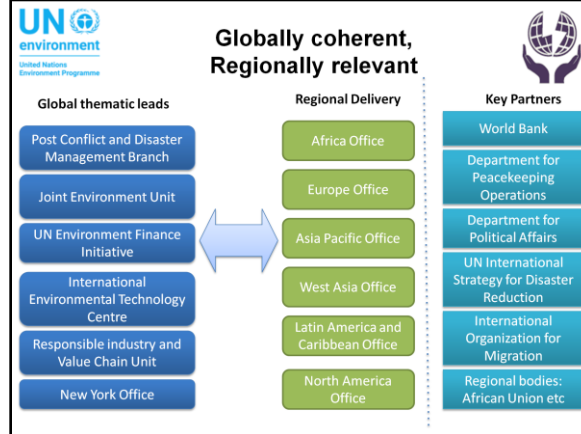 UN
environment
United Nations
Environment Programme
Globally coherent,
Regionally relevant
Global thematic leads
Post Conflict and Disaster
Management Branch
Joint Environment Unit
UN Environment Finance
Initiative
International
Environmental Technology
Centre
Responsible industry and
Value Chain Unit
New York Office
Regional Delivery
Africa Office
Europe Office
Asia Pacific Office
West Asia Office
Latin America and
Caribbean Office
North America
Office
Key Partners
World Bank
Department for
Peacekeeping
Operations
Department for
Political Affairs
UN International
Strategy for Disaster
Reduction
International
Organization for
Migration
Regional bodies:
African Union etc